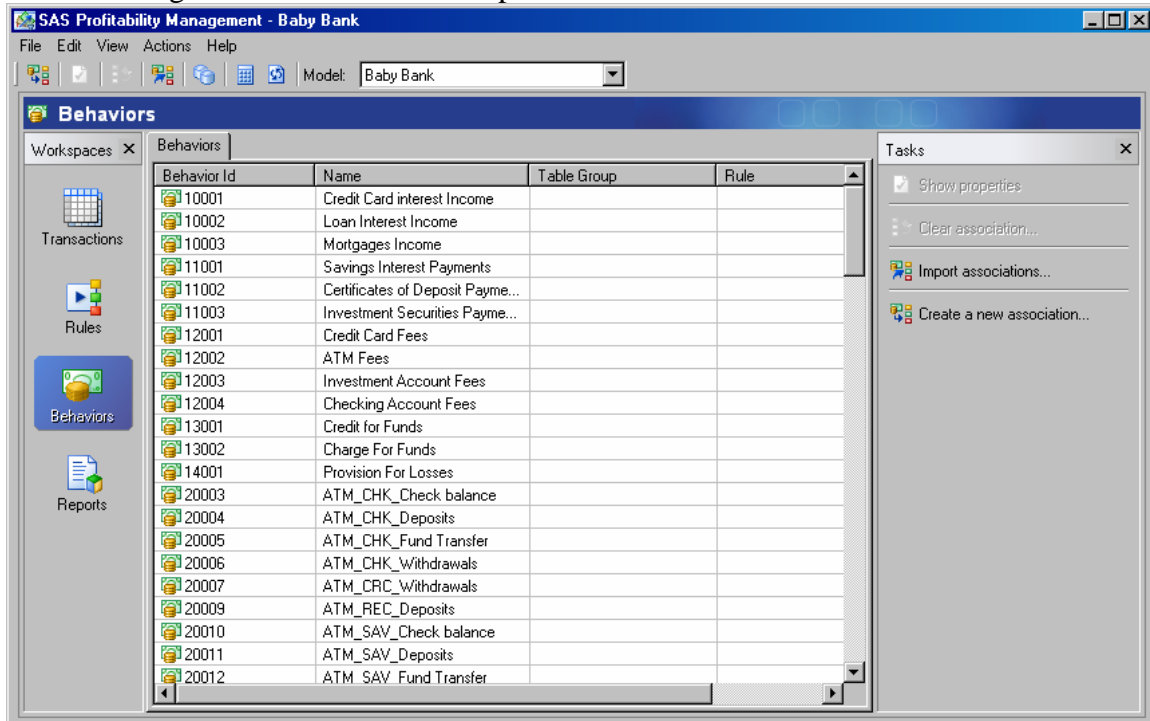 SAS Profitability Management - Baby Bank
File Edit View Actions Help
Model: Baby Bank
Behaviors
Workspaces
Transactions
Rules
Behaviors
Reports
Behaviors
Behavior Id Name Table Group Rule
10001 Credit Card interest Income
10002 Loan Interest Income
10003 Mortgages Income
11001 Savings Interest Payments
11002 Certificates of Deposit Payme...
11003 Investment Securities Payme...
12001 Credit Card Fees
12002 ATM Fees
12003 Investment Account Fees
12004 Checking Account Fees
13001 Credit for Funds
13002 Charge For Funds
14001 Provision For Losses
20003 ATM_CHK_Check balance
20004 ATM_CHK_Deposits
20005 ATM_CHK_Fund Transfer
20006 ATM_CHK_Withdrawals
20007 ATM_CRC_Withdrawals
20009 ATM_REC_Deposits
20010 ATM_SAV_Check balance
20011 ATM_SAV_Deposits
20012 ATM_SAV_Fund Transfer
Tasks
Show properties
Clear association...
Import associations...
Create a new association...